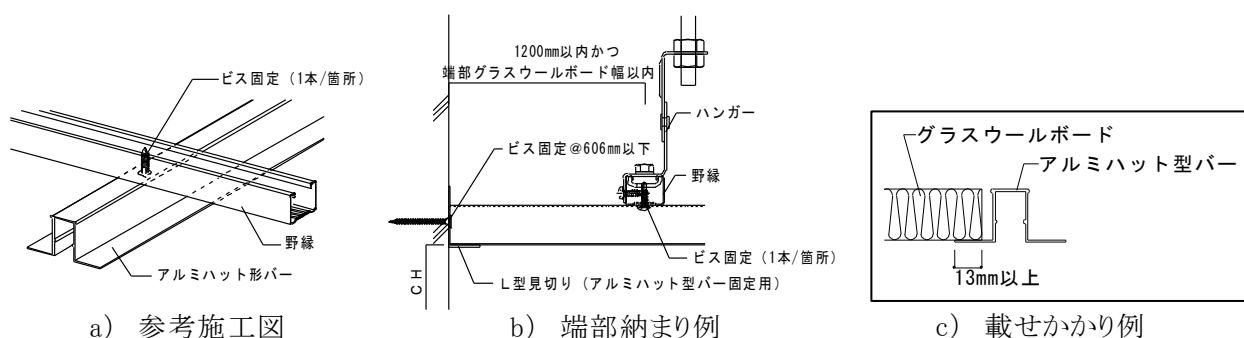 ビス固定（1本/箇所）
野縁
アルミハット形バー
a） 参考施工図
1200㎜以内かつ
端部グラスウールボード幅以内
ハンガー
ビス固定@606㎜以下
野縁
ビス固定（1本/箇所）
L型見切り（アルミハット型バー固定用）
CH
b） 端部納まり例
グラスウールボード
アルミハット型バー
13㎜以上
c） 載せかかり例